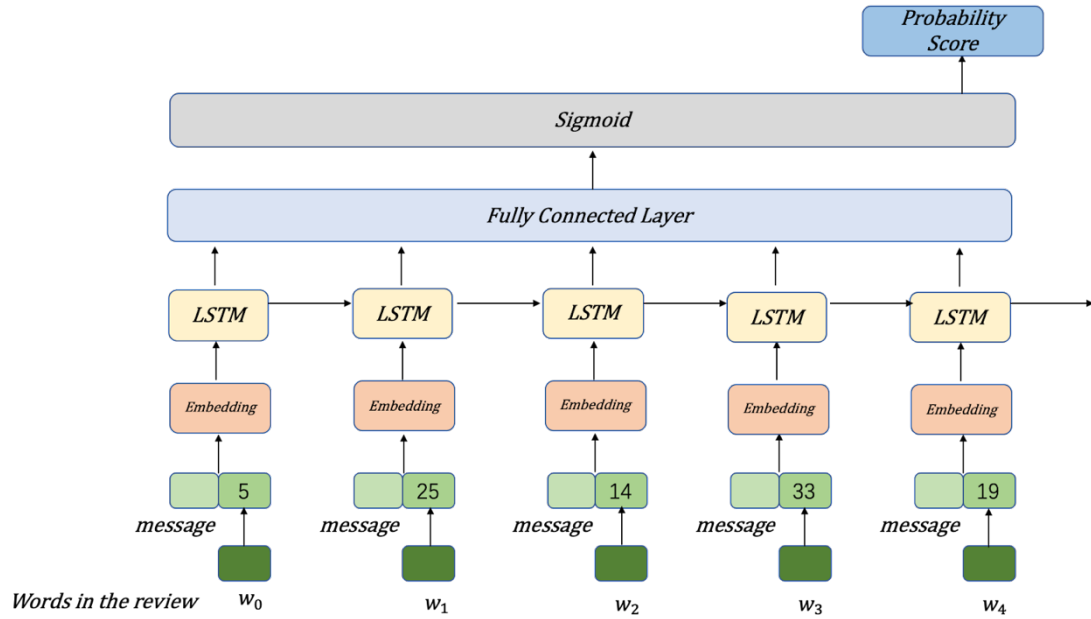 Probability
Score
Sigmoid
Fully Connected Layer
LSTM LSTM LSTM LSTM LSTM
Embedding Embedding Embedding Embedding Embedding
5 25 14 33 19
message message message message message
Words in the review w₀ w₁ w₂ w₃ w₄